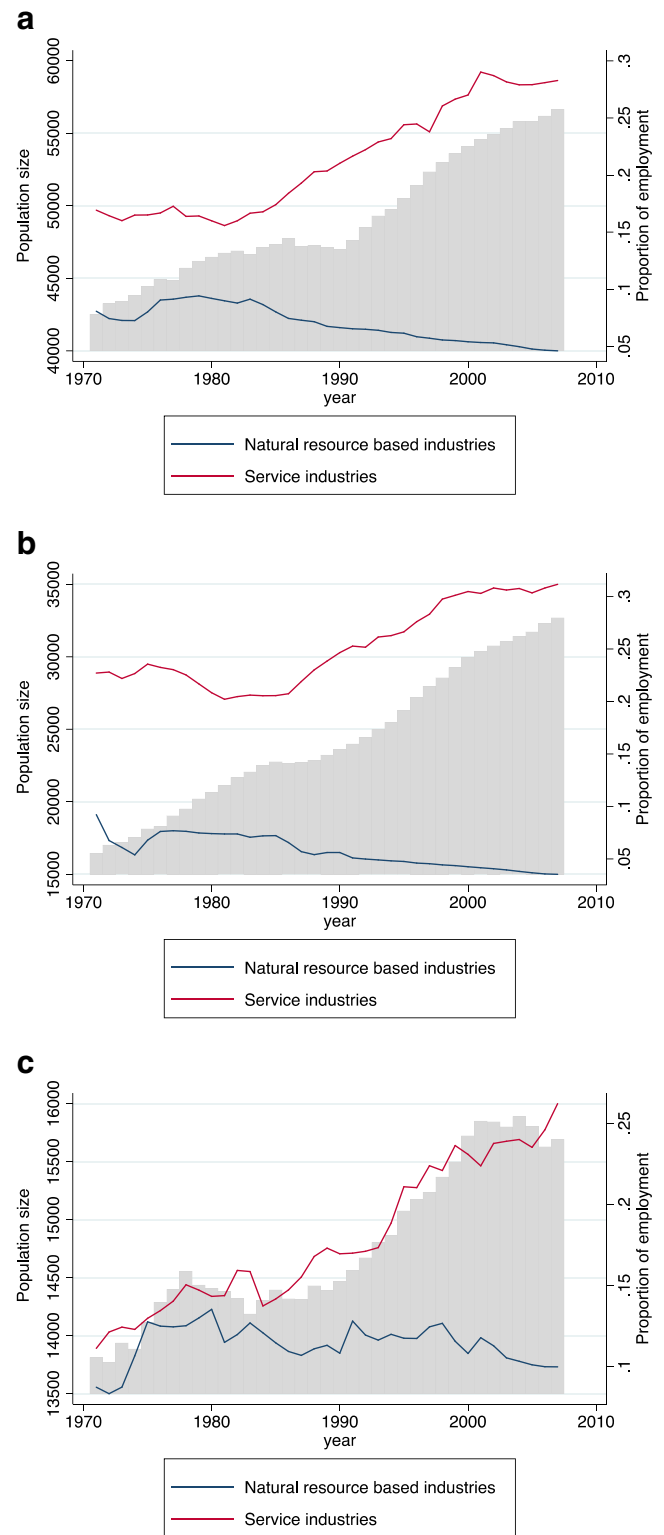 a
Population size
60000
55000
50000
45000
40000
.3
.25
.2
.15
.1
.05
Proportion of employment
1970 1980 1990 2000 2010
year
Natural resource based industries
Service industries
b
Population size
35000
30000
25000
20000
15000
.3
.25
.2
.15
.1
.05
Proportion of employment
1970 1980 1990 2000 2010
year
Natural resource based industries
Service industries
c
Population size
16000
15500
15000
14500
14000
13500
.25
.2
.15
.1
Proportion of employment
1970 1980 1990 2000 2010
year
Natural resource based industries
Service industries